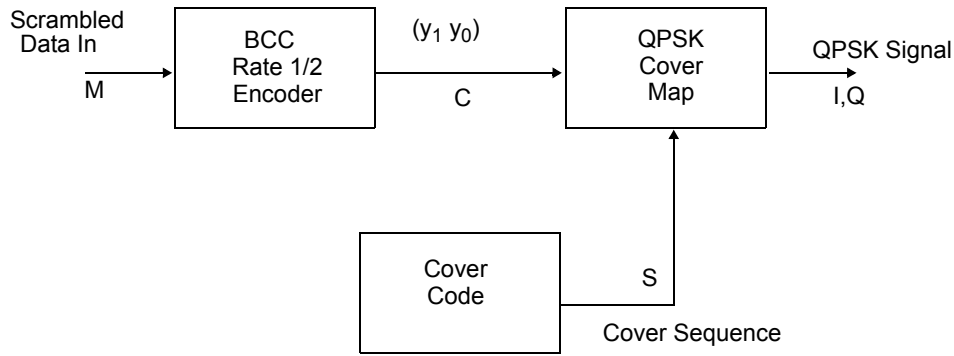 Scrambled
Data In
M
BCC
Rate 1/2
Encoder
(y₁ y₀)
C
QPSK
Cover
Map
QPSK Signal
I,Q
Cover
Code
S
Cover Sequence